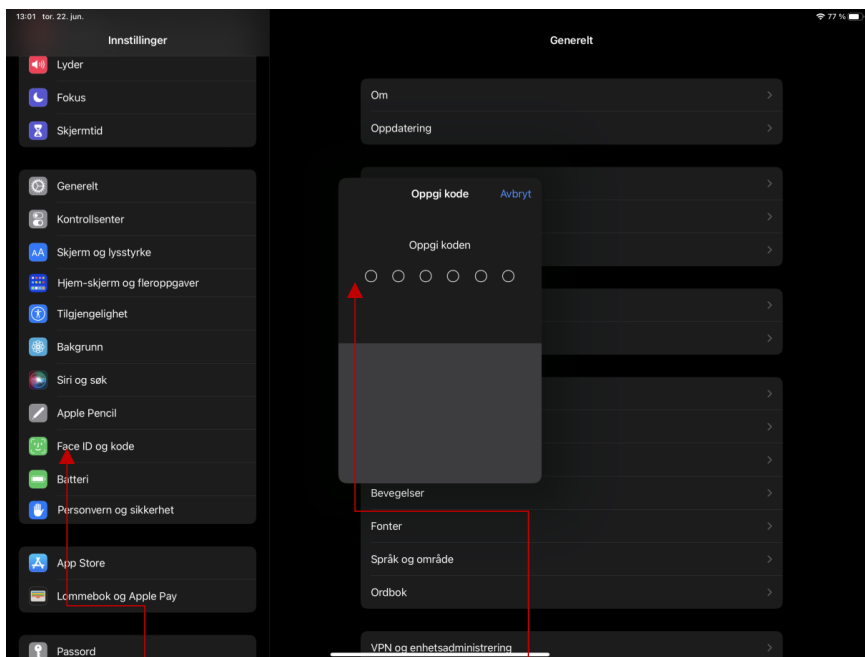 13:01 tor. 22. jun.
77 %
Innstillinger
Generelt
Lyder
Fokus
Skjermtid
Generelt
Kontrollsenter
AA
Skjerm og lysstyrke
Hjem-skjerm og fleroppgaver
Tilgjengelighet
Bakgrunn
Siri og søk
Apple Pencil
Face ID og kode
Batteri
Personvern og sikkerhet
App Store
Lommebok og Apple Pay
Passord
Om
Oppdatering
Oppgi kode
Avbryt
Oppgi koden
Bevegelser
Fonter
Språk og område
Ordbok
VPN og enhetsadministrering